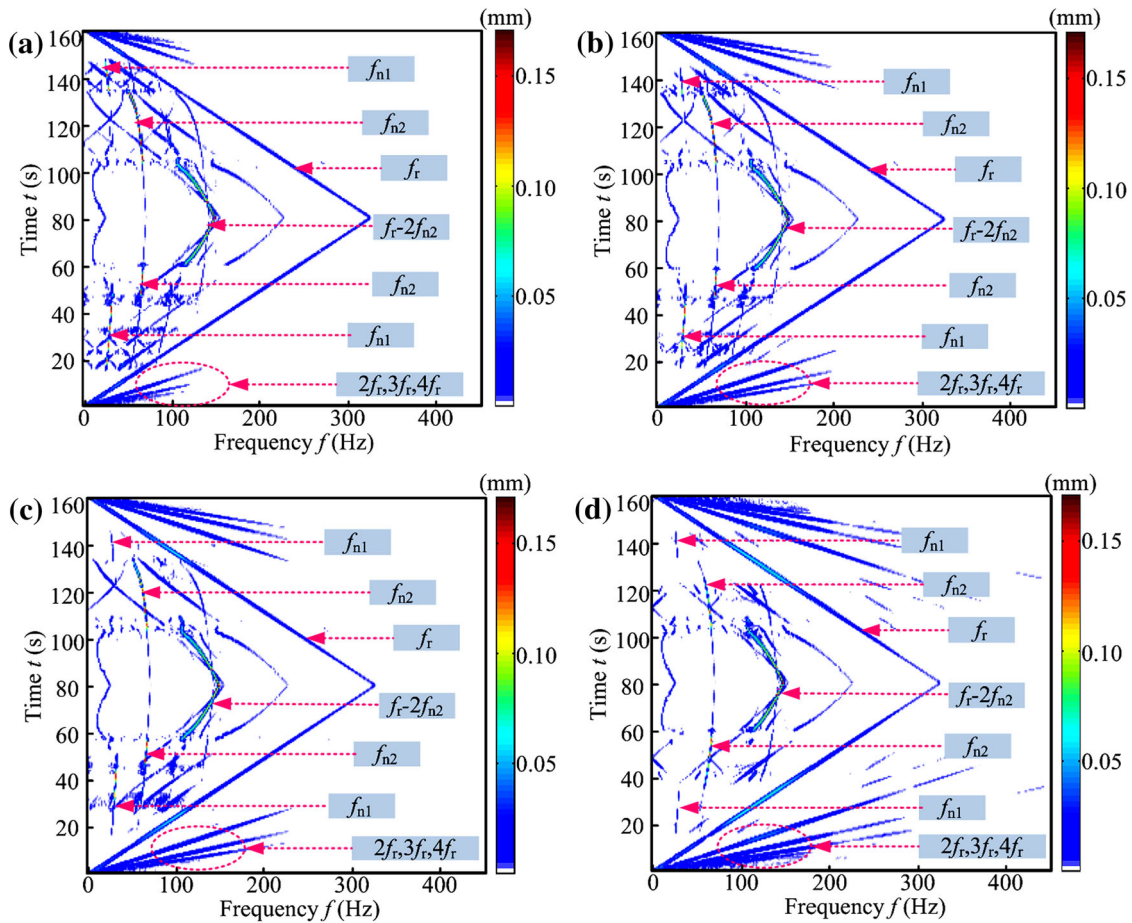 (a)
(mm)
160
140
120
100
80
60
40
20
Time t (s)
0 100 200 300 400
Frequency f (Hz)
fn1
fn2
fr
fr-2fn2
fn2
fn1
2fr,3fr,4fr
0.15
0.10
0.05
(b)
(mm)
160
140
120
100
80
60
40
20
Time t (s)
0 100 200 300 400
Frequency f (Hz)
fn1
fn2
fr
fr-2fn2
fn2
fn1
2fr,3fr,4fr
0.15
0.10
0.05
(c)
(mm)
160
140
120
100
80
60
40
20
Time t (s)
0 100 200 300 400
Frequency f (Hz)
fn1
fn2
fr
fr-2fn2
fn2
fn1
2fr,3fr,4fr
0.15
0.10
0.05
(d)
(mm)
160
140
120
100
80
60
40
20
Time t (s)
0 100 200 300 400
Frequency f (Hz)
fn1
fn2
fr
fr-2fn2
fn2
fn1
2fr,3fr,4fr
0.15
0.10
0.05